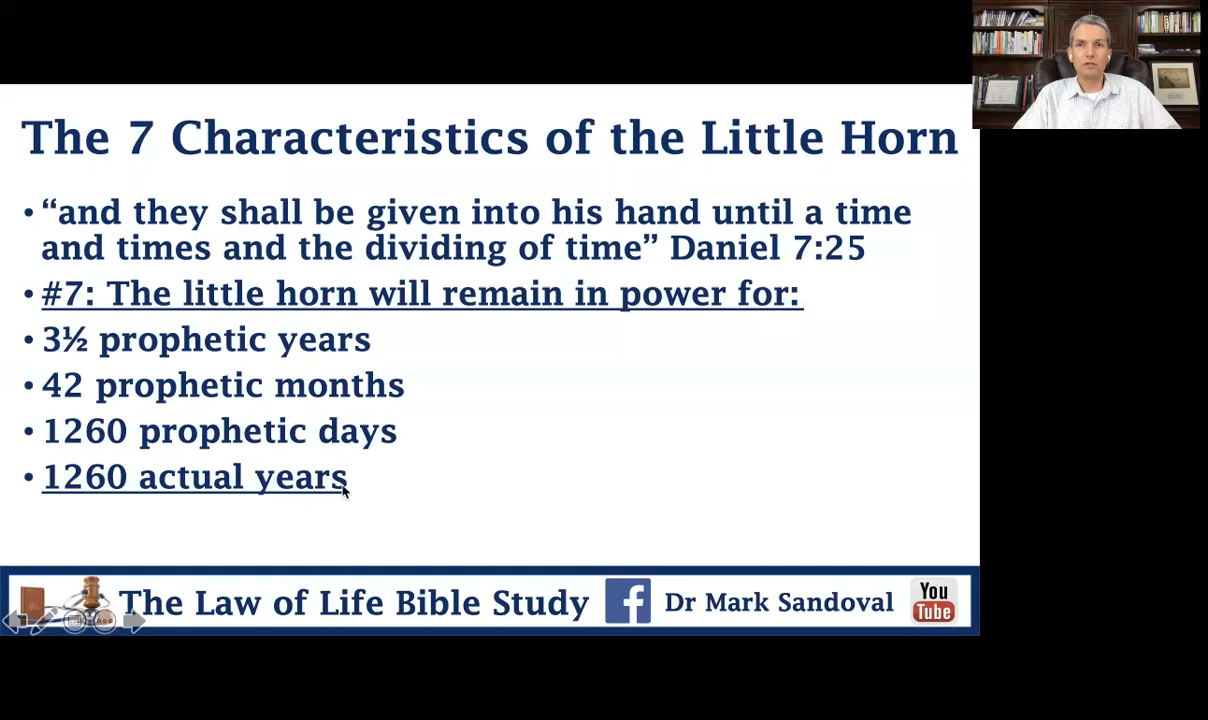 The 7 Characteristics of the Little Horn
• “and they shall be given into his hand until a time
and times and the dividing of time” Daniel 7:25
• #7: The little horn will remain in power for:
• 3½ prophetic years
• 42 prophetic months
• 1260 prophetic days
• 1260 actual years
The Law of Life Bible Study
Dr Mark Sandoval
You
Tube